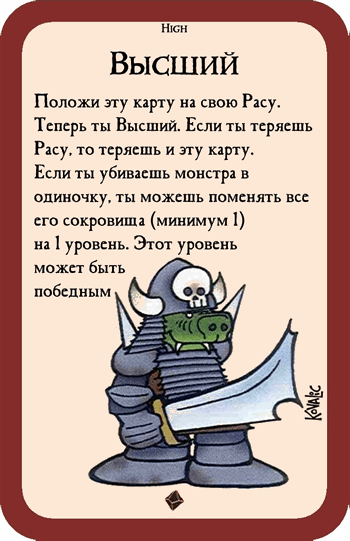 High
Высший
Положи эту карту на свою Расу.
Теперь ты Высший. Если ты теряешь
Расу, то теряешь и эту карту.
Если ты убиваешь монстра в
одиночку, ты можешь поменять все
его сокровища (минимум 1)
на 1 уровень. Этот уровень
может быть
победным
Kovalic